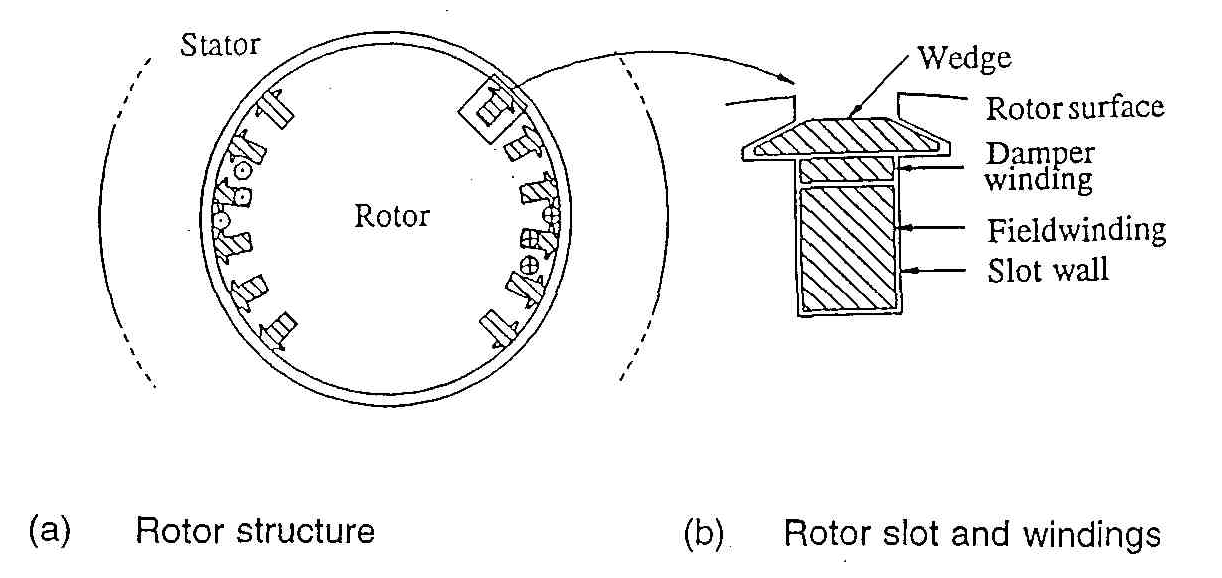 Stator
Rotor
Wedge
Rotor surface
Damper
winding
Fieldwinding
Slot wall
(a) Rotor structure
(b) Rotor slot and windings